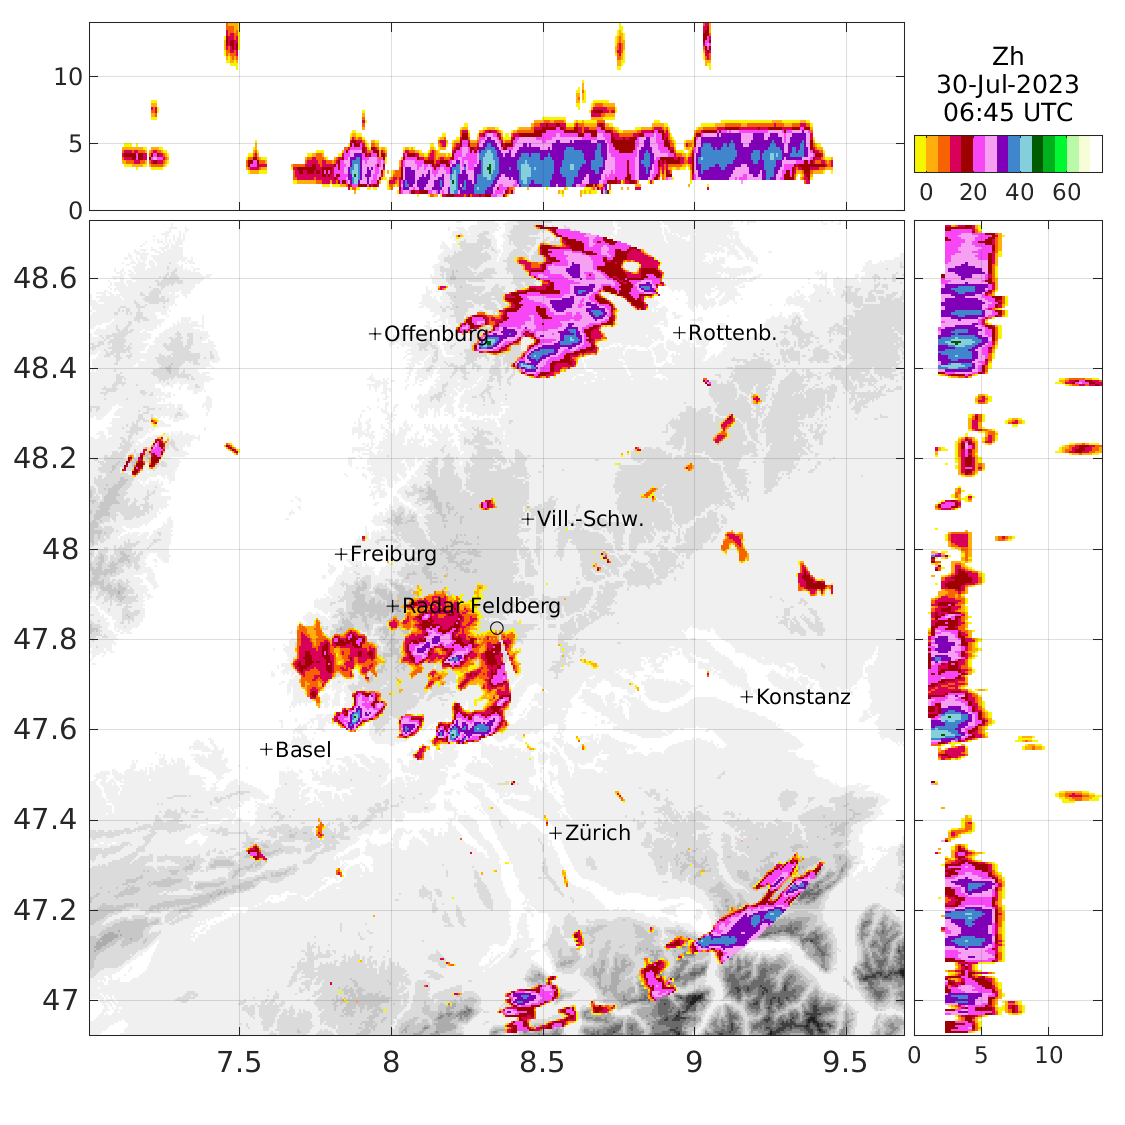 10
5
0
Zh
30-Jul-2023
06:45 UTC
0 20 40 60
48.6
48.4
48.2
48
47.8
47.6
47.4
47.2
47
+Offenburg
+Rottenb.
+Vill.-Schw.
+Freiburg
+Radar Feldberg
+Konstanz
+Basel
+Zürich
7.5 8 8.5 9 9.5
0 5 10